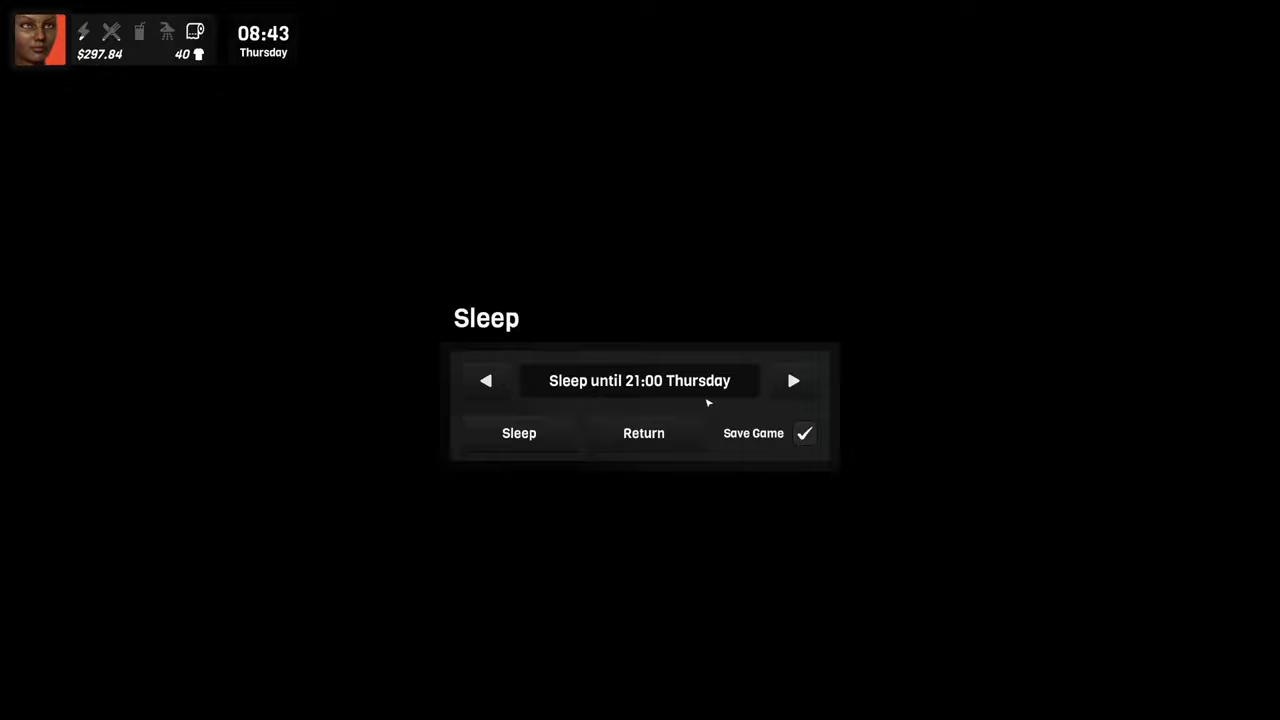 08:43
$297.84 40 Thursday
Sleep
Sleep until 21:00 Thursday
Sleep Return Save Game